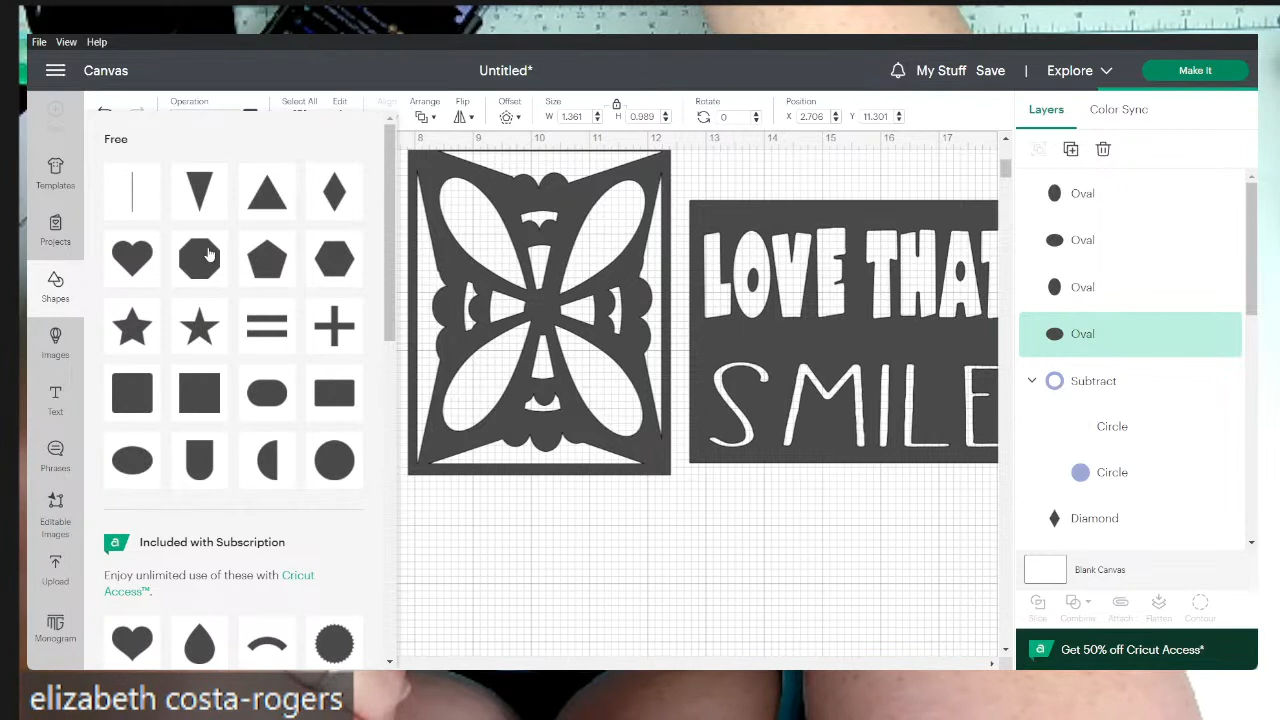 File View Help
Canvas
Untitled*
My Stuff Save | Explore
Make It
Operation
Select All Edit Align Arrange Flip Offset Size Rotate Position
W 1.361 H 0.989 0 X 2.706 Y 11.301
Layers Color Sync
Templates
Projects
Shapes
Images
Text
Phrases
Editable
Images
Upload
Monogram
Free
Included with Subscription
Enjoy unlimited use of these with Cricut
Access™.
8 9 10 11 12 13 14 15 16 17
LOVE THAT
SMILE
Oval
Oval
Oval
Oval
Subtract
Circle
Circle
Diamond
Blank Canvas
Slice Combine Attach Flatten Contour
a Get 50% off Cricut Access*
elizabeth costa-rogers